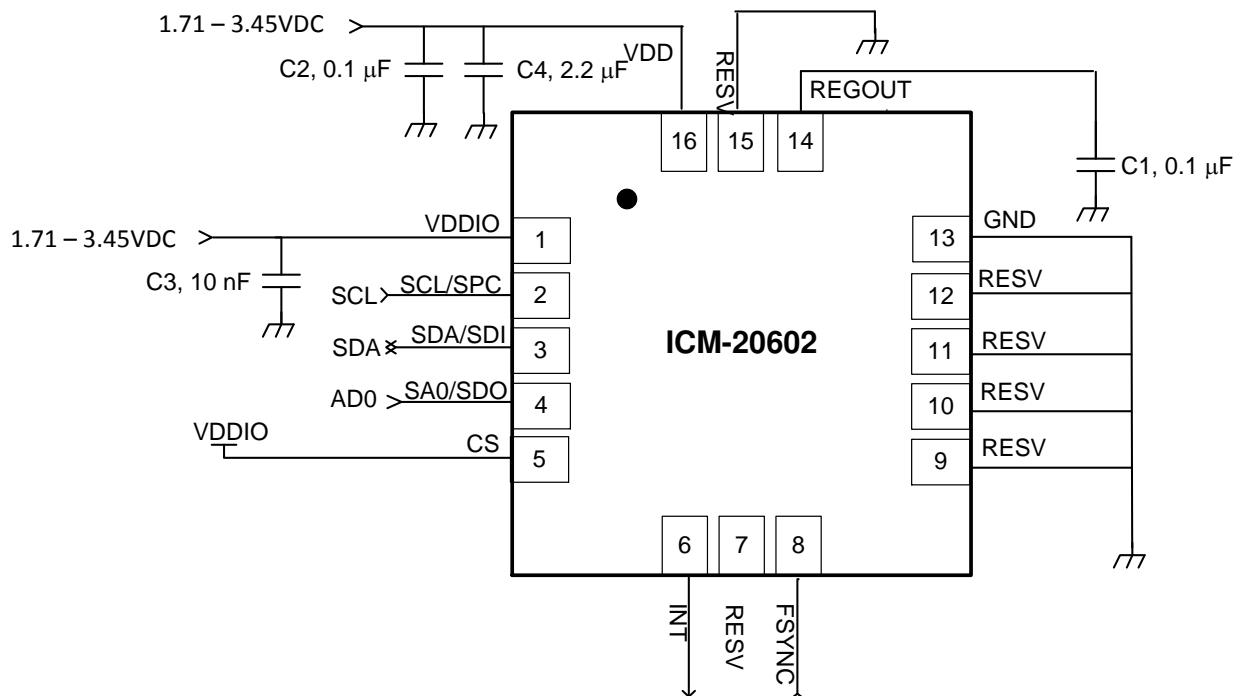 1.71 – 3.45VDC
C2, 0.1 μF
C4, 2.2 μF
VDD
RESV
REGOUT
C1, 0.1 μF
16
15
14
1.71 – 3.45VDC
VDDIO
1
C3, 10 nF
SCL
SCL/SPC
2
SDA
SDA/SDI
3
AD0
SA0/SDO
4
VDDIO
CS
5
ICM-20602
13
GND
12
RESV
11
RESV
10
RESV
9
RESV
6
7
8
INT
RESV
FSYNC